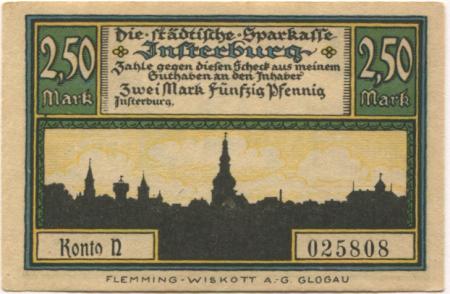 Die städtische Sparkasse
Insterburg
Zahle gegen diesen Scheck aus meinem
Guthaben an den Inhaber
Zwei Mark Fünfzig Pfennig
Insterburg.
2,50
Mark
2,50
Mark
Konto N
025808
FLEMMING-WISKOTT A.-G. GLOGAU